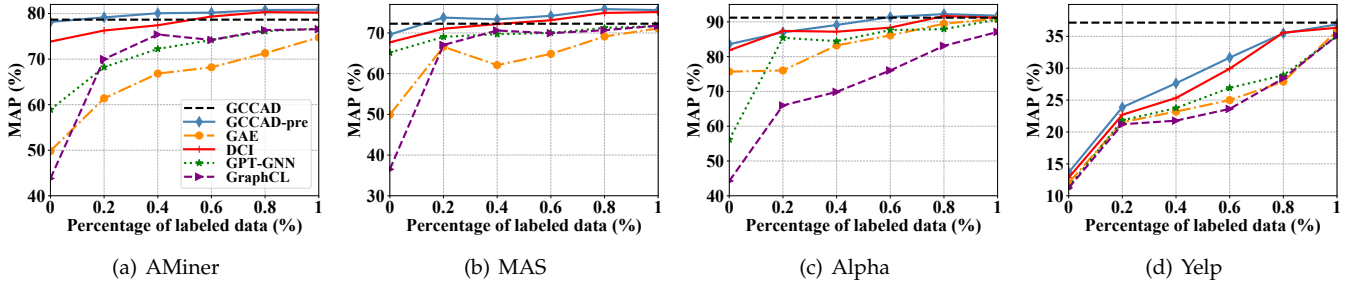 MAP (%)
80
70
60
50
40
0
0.2
0.4
0.6
0.8
1
Percentage of labeled data (%)
GCCAD
GCCAD-pre
GAE
DCI
GPT-GNN
GraphCL
(a) AMiner
MAP (%)
70
60
50
40
30
0
0.2
0.4
0.6
0.8
1
Percentage of labeled data (%)
(b) MAS
MAP (%)
90
80
70
60
50
40
0
0.2
0.4
0.6
0.8
1
Percentage of labeled data (%)
(c) Alpha
MAP (%)
35
30
25
20
15
10
0
0.2
0.4
0.6
0.8
1
Percentage of labeled data (%)
(d) Yelp